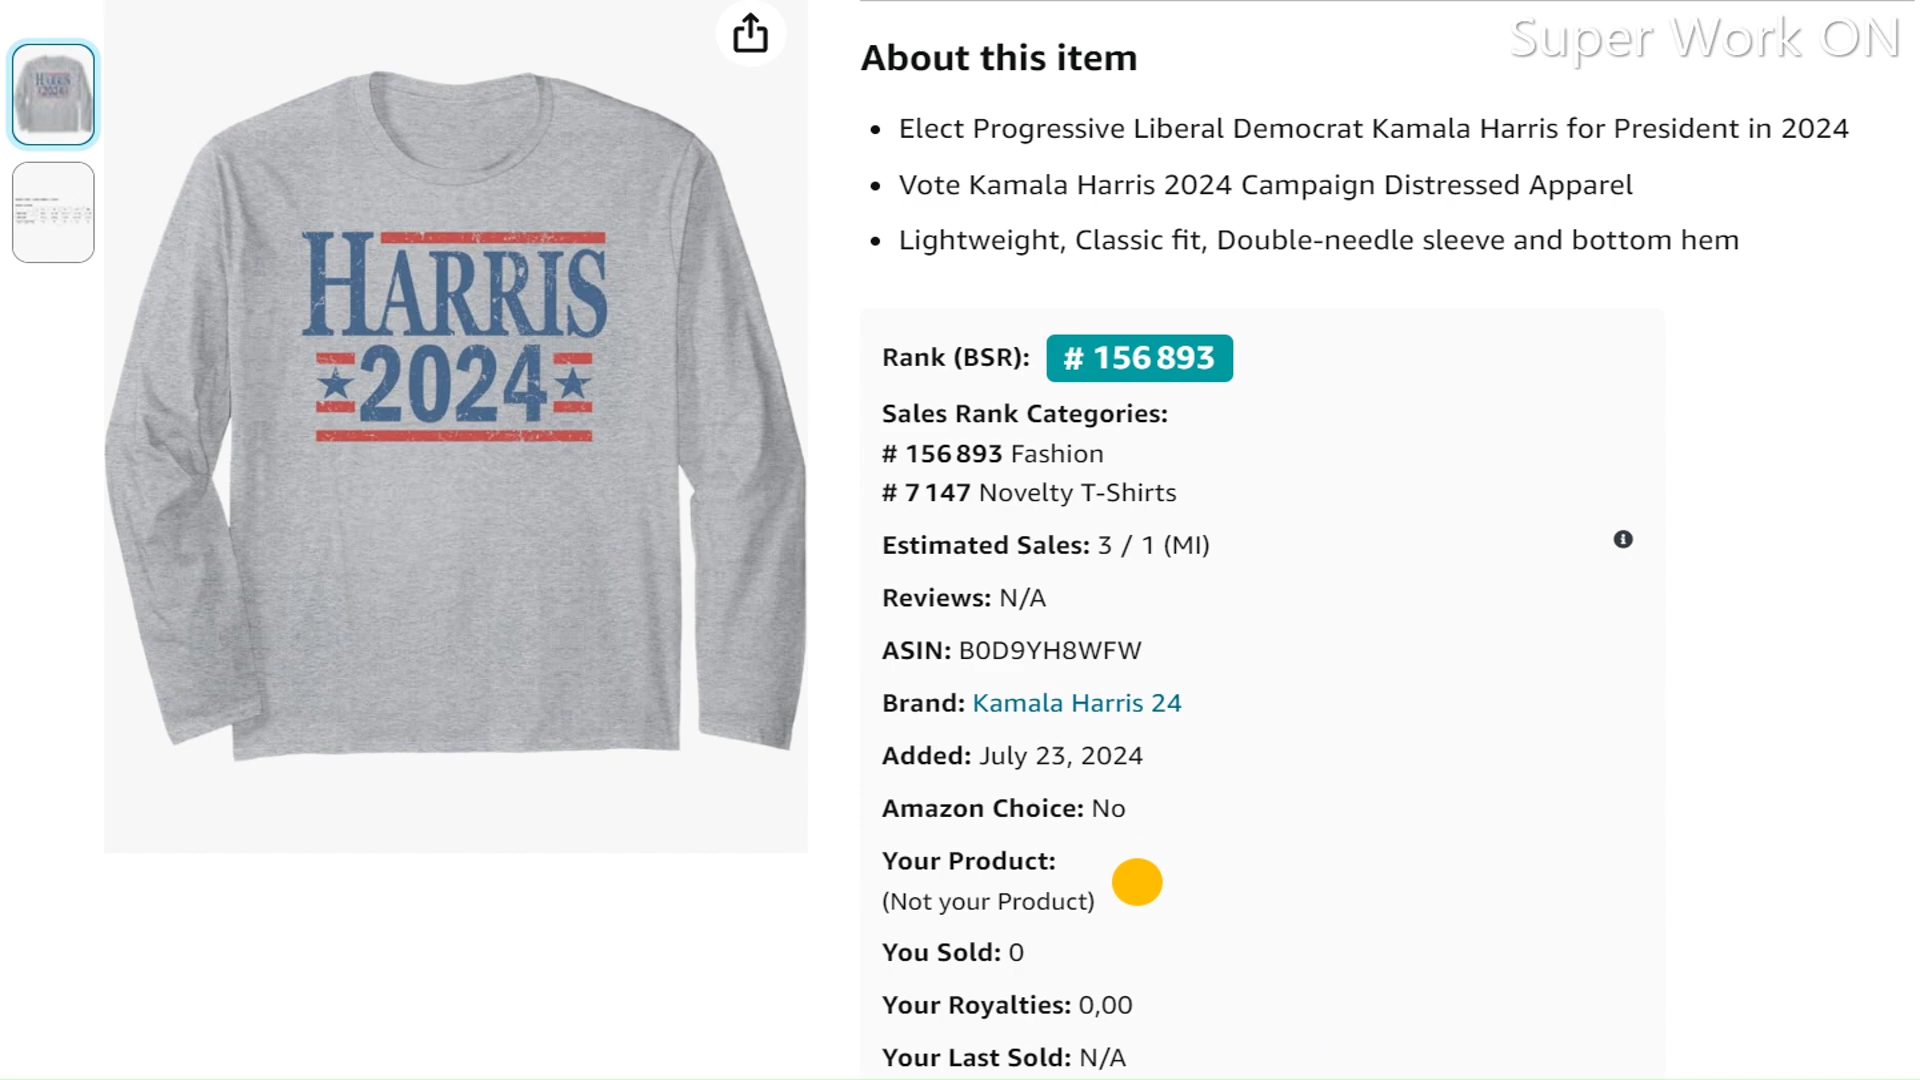 Super Work ON
HARRIS
2024
About this item
Elect Progressive Liberal Democrat Kamala Harris for President in 2024
Vote Kamala Harris 2024 Campaign Distressed Apparel
Lightweight, Classic fit, Double-needle sleeve and bottom hem
Rank (BSR): # 156 893
Sales Rank Categories:
# 156 893 Fashion
# 7 147 Novelty T-Shirts
Estimated Sales: 3 / 1 (MI)
Reviews: N/A
ASIN: B0D9YH8WFW
Brand: Kamala Harris 24
Added: July 23, 2024
Amazon Choice: No
Your Product:
(Not your Product)
You Sold: 0
Your Royalties: 0,00
Your Last Sold: N/A